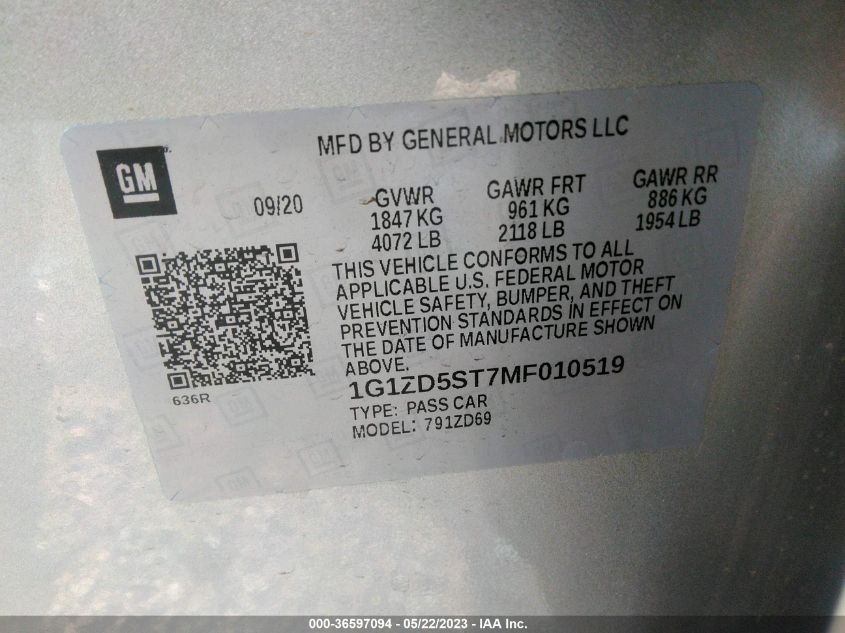 MFD BY GENERAL MOTORS LLC
GM
09/20
GVWR GAWR FRT GAWR RR
1847 KG 961 KG 886 KG
4072 LB 2118 LB 1954 LB
THIS VEHICLE CONFORMS TO ALL
APPLICABLE U.S. FEDERAL MOTOR
VEHICLE SAFETY, BUMPER, AND THEFT
PREVENTION STANDARDS IN EFFECT ON
THE DATE OF MANUFACTURE SHOWN
ABOVE.
1G1ZD5ST7MF010519
636R
TYPE: PASS CAR
MODEL: 791ZD69
000-36597094 - 05/22/2023 - IAA Inc.